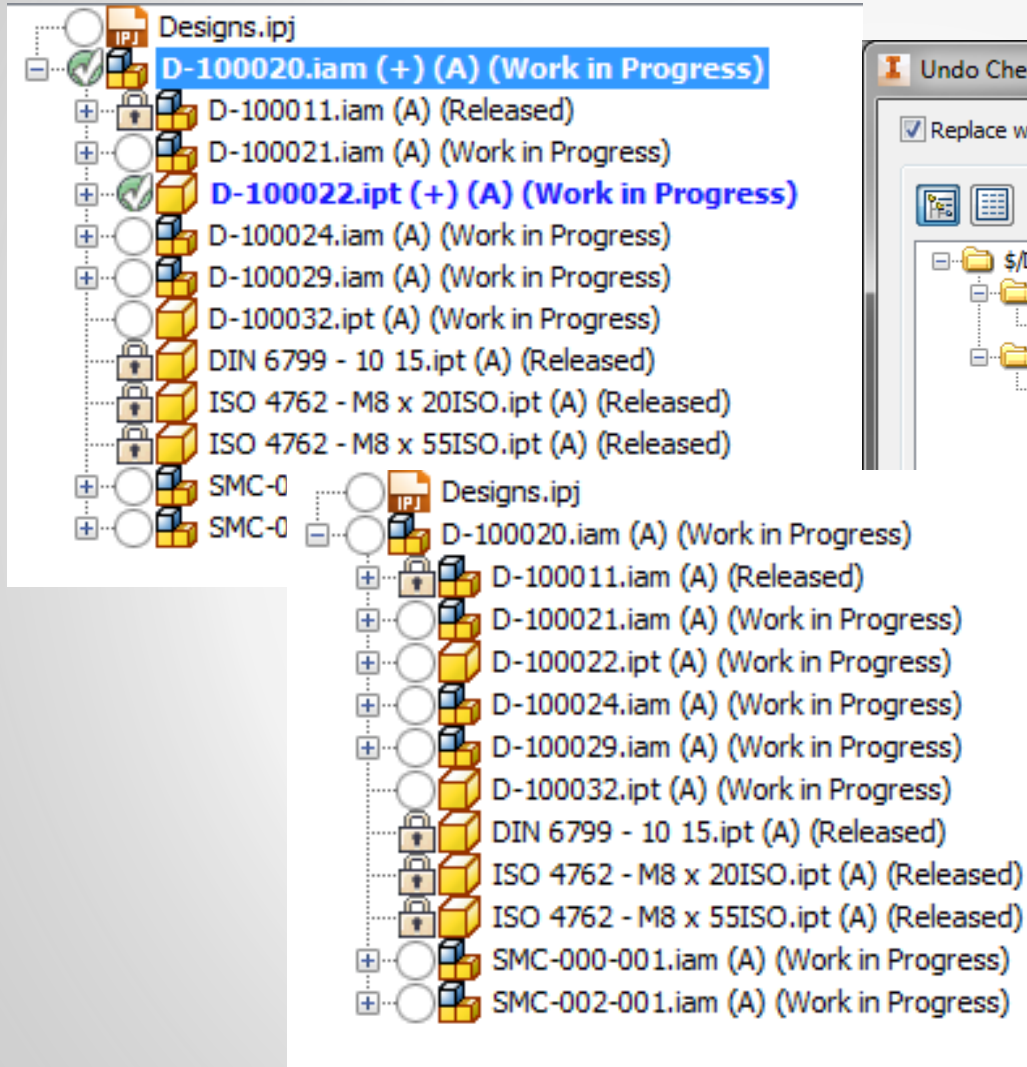 IPJ Designs.ipj
D-100020.iam (+) (A) (Work in Progress)
D-100011.iam (A) (Released)
D-100021.iam (A) (Work in Progress)
D-100022.ipt (+) (A) (Work in Progress)
D-100024.iam (A) (Work in Progress)
D-100029.iam (A) (Work in Progress)
D-100032.ipt (A) (Work in Progress)
DIN 6799 - 10 15.ipt (A) (Released)
ISO 4762 - M8 x 20ISO.ipt (A) (Released)
ISO 4762 - M8 x 55ISO.ipt (A) (Released)
SMC-0
SMC-0
I Undo Che
Replace w
$/D
IPJ Designs.ipj
D-100020.iam (A) (Work in Progress)
D-100011.iam (A) (Released)
D-100021.iam (A) (Work in Progress)
D-100022.ipt (A) (Work in Progress)
D-100024.iam (A) (Work in Progress)
D-100029.iam (A) (Work in Progress)
D-100032.ipt (A) (Work in Progress)
DIN 6799 - 10 15.ipt (A) (Released)
ISO 4762 - M8 x 20ISO.ipt (A) (Released)
ISO 4762 - M8 x 55ISO.ipt (A) (Released)
SMC-000-001.iam (A) (Work in Progress)
SMC-002-001.iam (A) (Work in Progress)